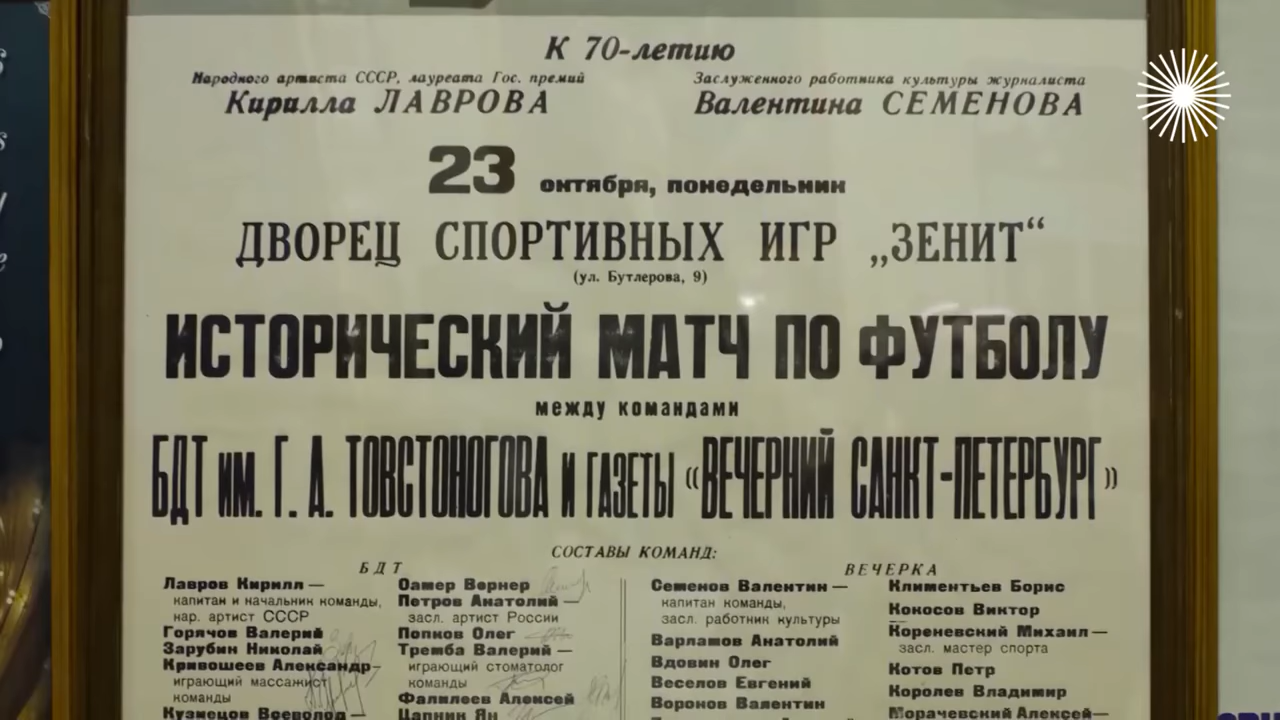 К 70-летию
Народного артиста СССР, лауреата Гос. премий
Кирилла ЛАВРОВА
Заслуженного работника культуры журналиста
Валентина СЕМЕНОВА
23 октября, понедельник
ДВОРЕЦ СПОРТИВНЫХ ИГР „ЗЕНИТ“
(ул. Бутлерова, 9)
ИСТОРИЧЕСКИЙ МАТЧ ПО ФУТБОЛУ
между командами
БДТ ИМ. Г. А. ТОВСТОНОГОВА И ГАЗЕТЫ «ВЕЧЕРНИЙ САНКТ-ПЕТЕРБУРГ»
СОСТАВЫ КОМАНД:
БДТ
Лавров Кирилл —
капитан и начальник команды,
нар. артист СССР
Горячов Валерий
Зарубин Николай
Кривошеев Александр —
играющий массажист
команды
Кузнецов Всеволод —
Оамер Вернер
Петров Анатолий —
засл. артист России
Попков Олег
Тремба Валерий —
играющий стоматолог
команды
Фалилеев Алексей
Цапник Ян
ВЕЧЕРКА
Семенов Валентин —
капитан команды,
засл. работник культуры
Варламов Анатолий
Вдовин Олег
Веселов Евгений
Воронов Валентин
Климентьев Борис
Кокосов Виктор
Кореневский Михаил —
засл. мастер спорта
Котов Петр
Королев Владимир
Морачевский Алексей —